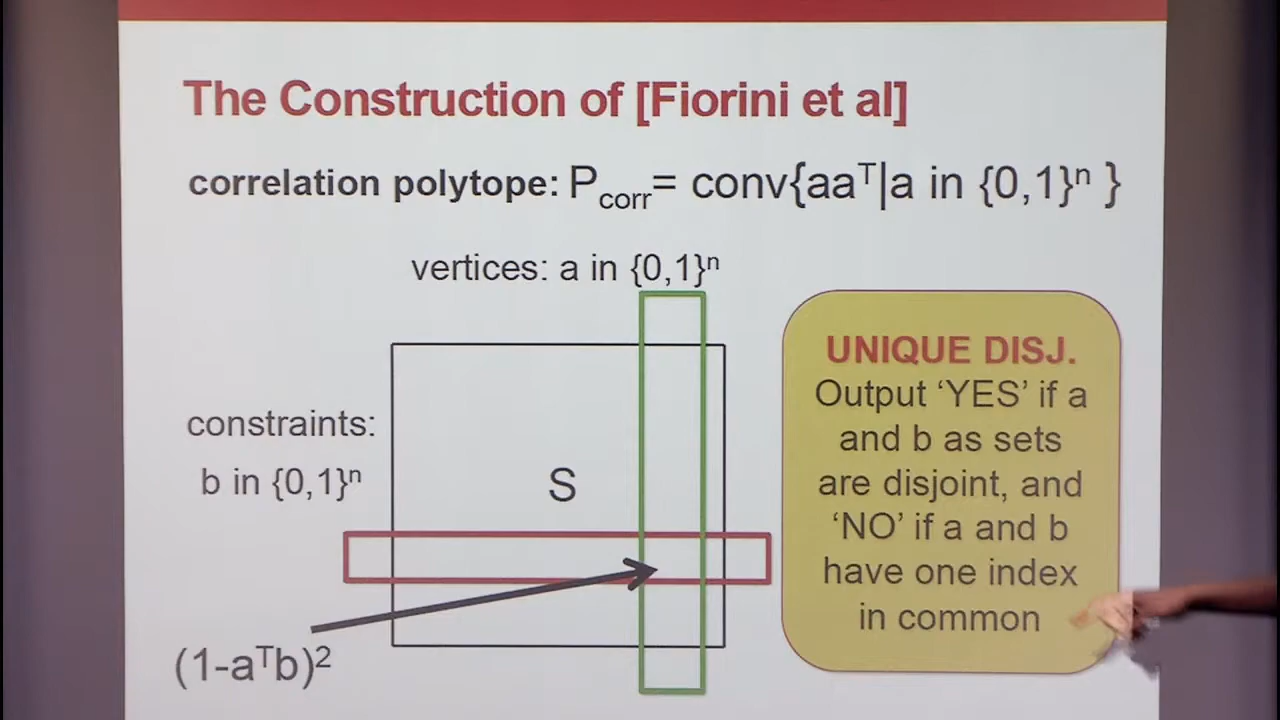 The Construction of [Fiorini et al]
correlation polytope: P_corr= conv{aaᵀ|a in {0,1}ⁿ }
vertices: a in {0,1}ⁿ
constraints:
b in {0,1}ⁿ
S
(1-aᵀb)²
UNIQUE DISJ.
Output ‘YES’ if a
and b as sets
are disjoint, and
‘NO’ if a and b
have one index
in common